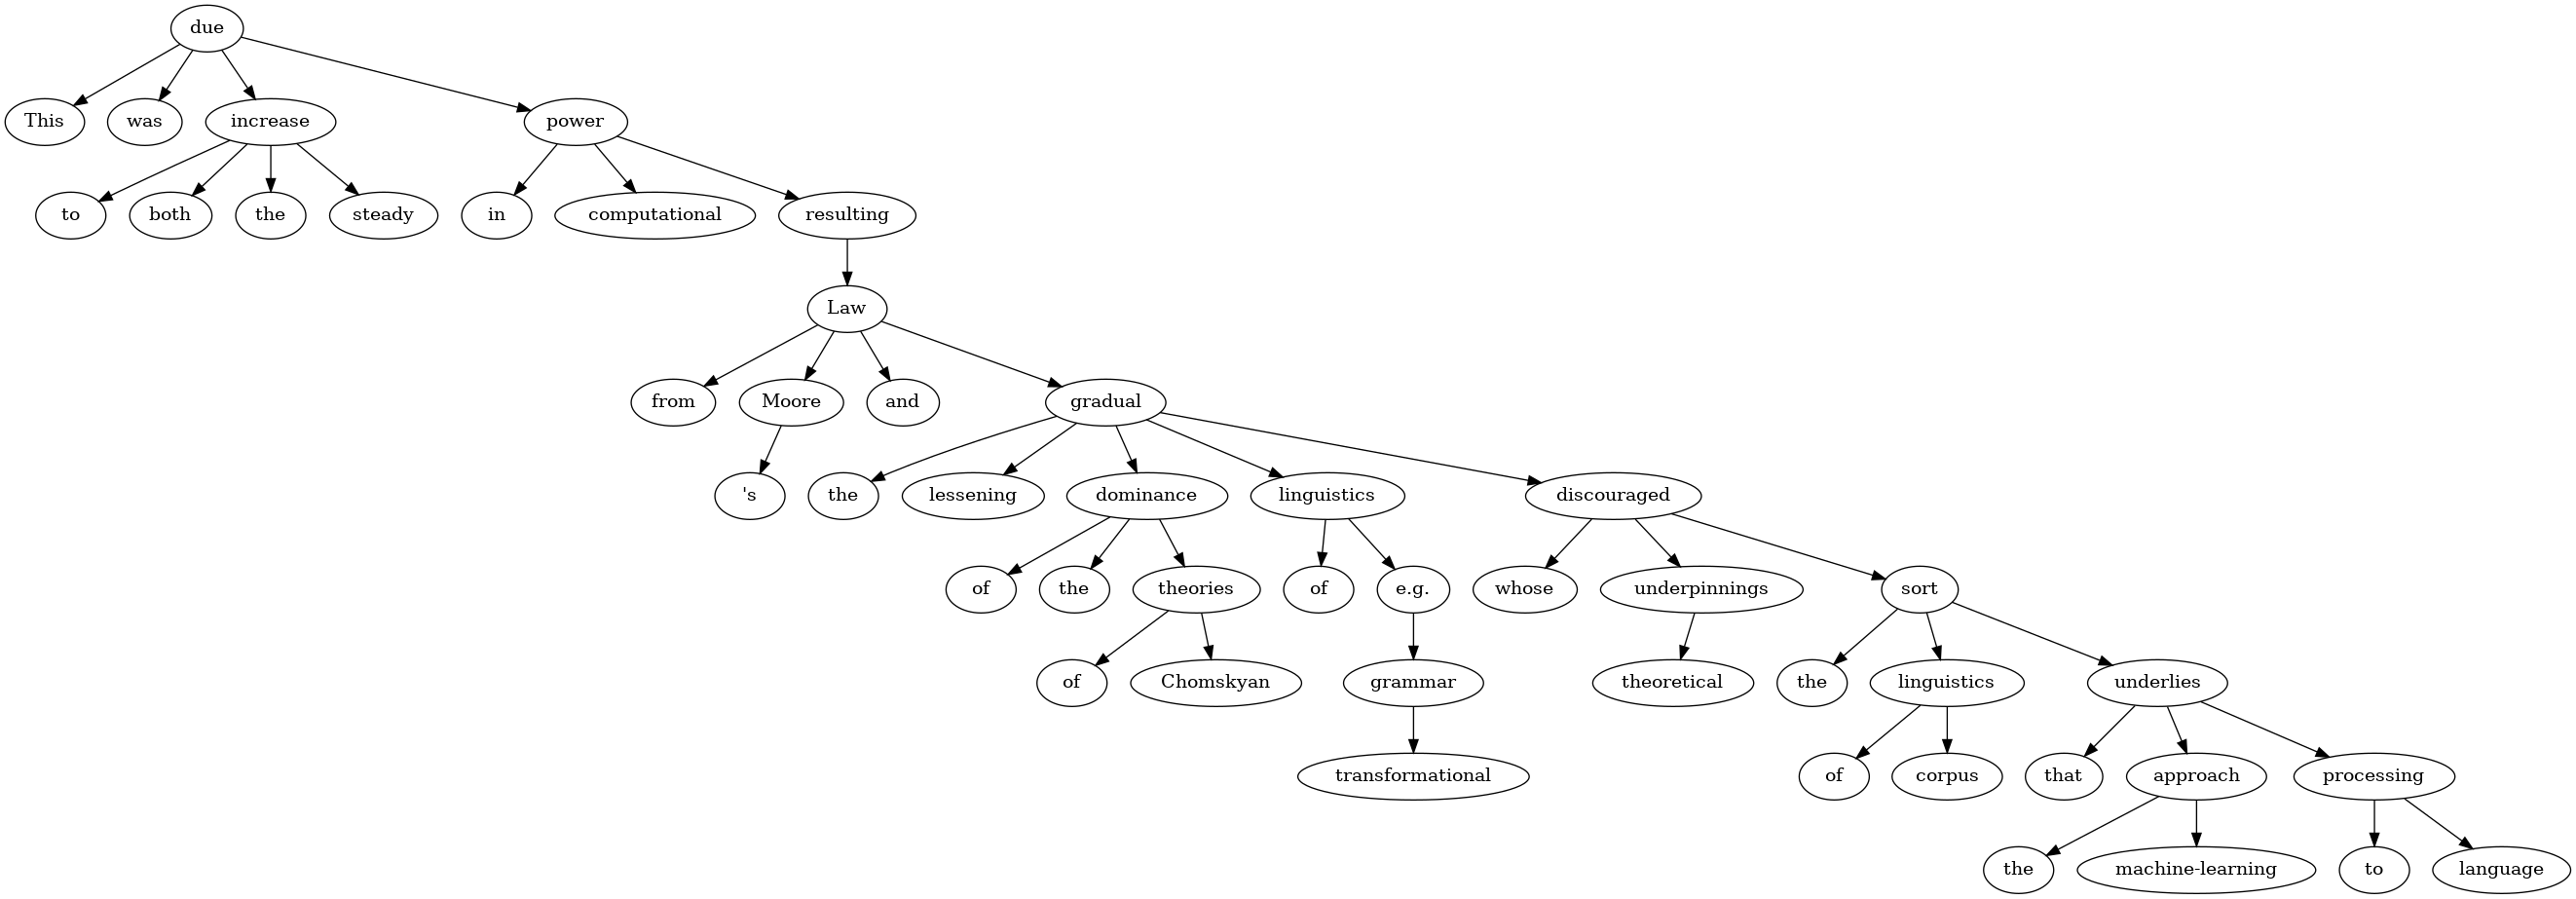 due
This was increase power
to both the steady in computational resulting
Law
from Moore and gradual
's the lessening dominance linguistics discouraged
of the theories of e.g. whose underpinnings sort
of Chomskyan grammar theoretical the linguistics underlies
transformational of corpus that approach processing
the machine-learning to language